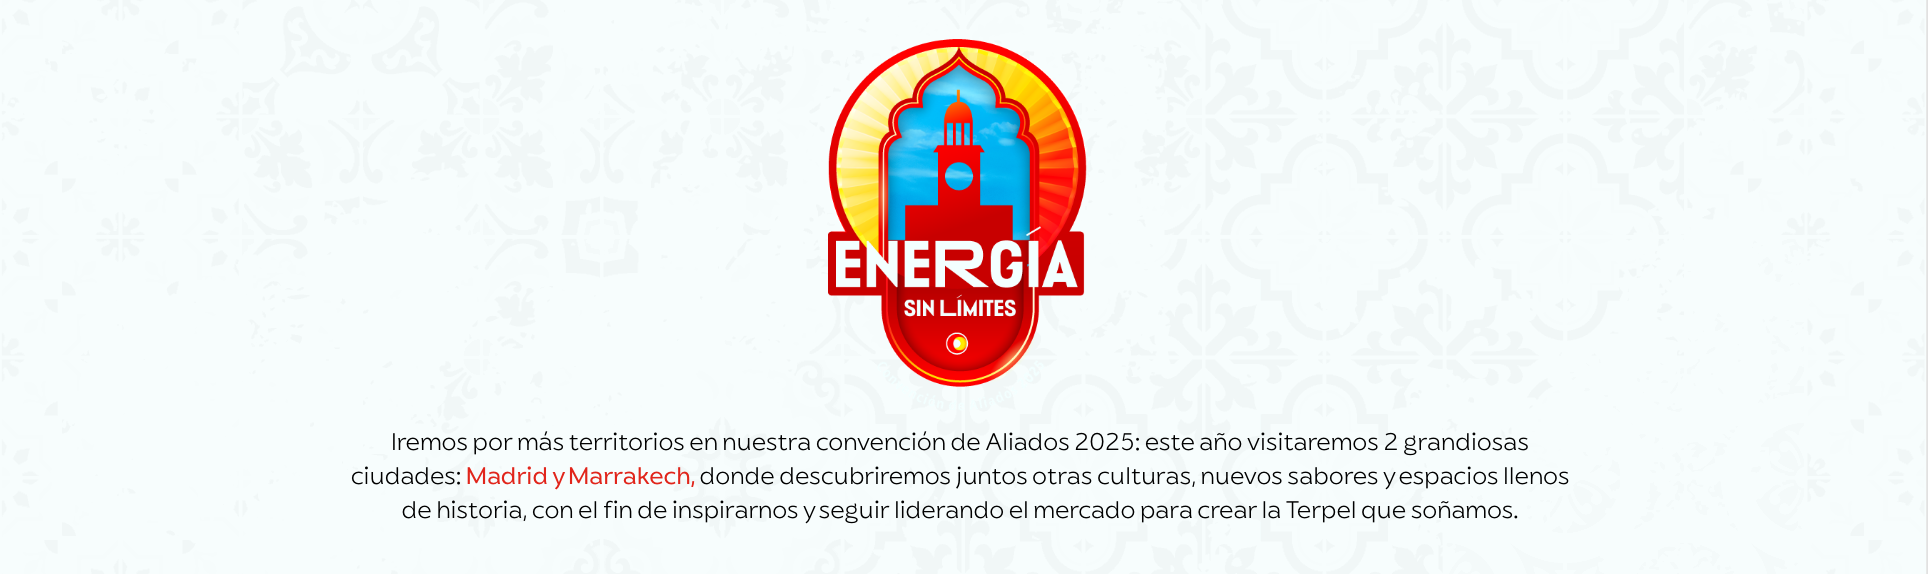 ENERGÍA
SIN LÍMITES
Iremos por más territorios en nuestra convención de Aliados 2025: este año visitaremos 2 grandiosas
ciudades: Madrid y Marrakech, donde descubriremos juntos otras culturas, nuevos sabores y espacios llenos
de historia, con el fin de inspirarnos y seguir liderando el mercado para crear la Terpel que soñamos.